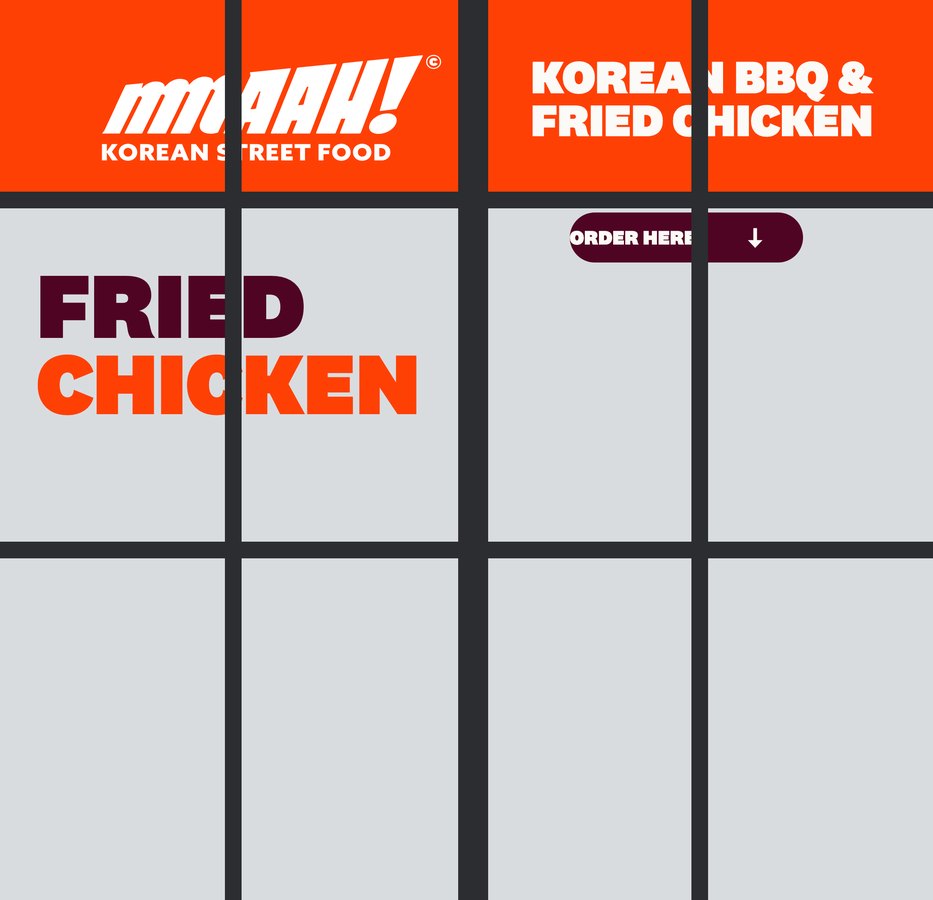 mmAAH!©
KOREAN STREET FOOD
KOREAN BBQ &
FRIED CHICKEN
ORDER HERE ↓
FRIED
CHICKEN